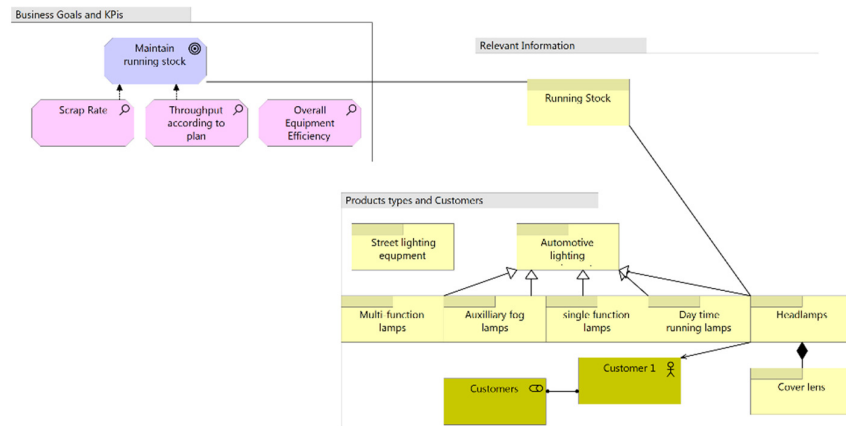 Business Goals and KPIs
Maintain
running stock
Relevant Information
Scrap Rate
Throughput
according to
plan
Overall
Equipment
Efficiency
Running Stock
Products types and Customers
Street lighting
equpment
Automotive
lighting
Multi-function
lamps
Auxilliary fog
lamps
single function
lamps
Day time
running lamps
Headlamps
Customer 1
Customers
Cover lens